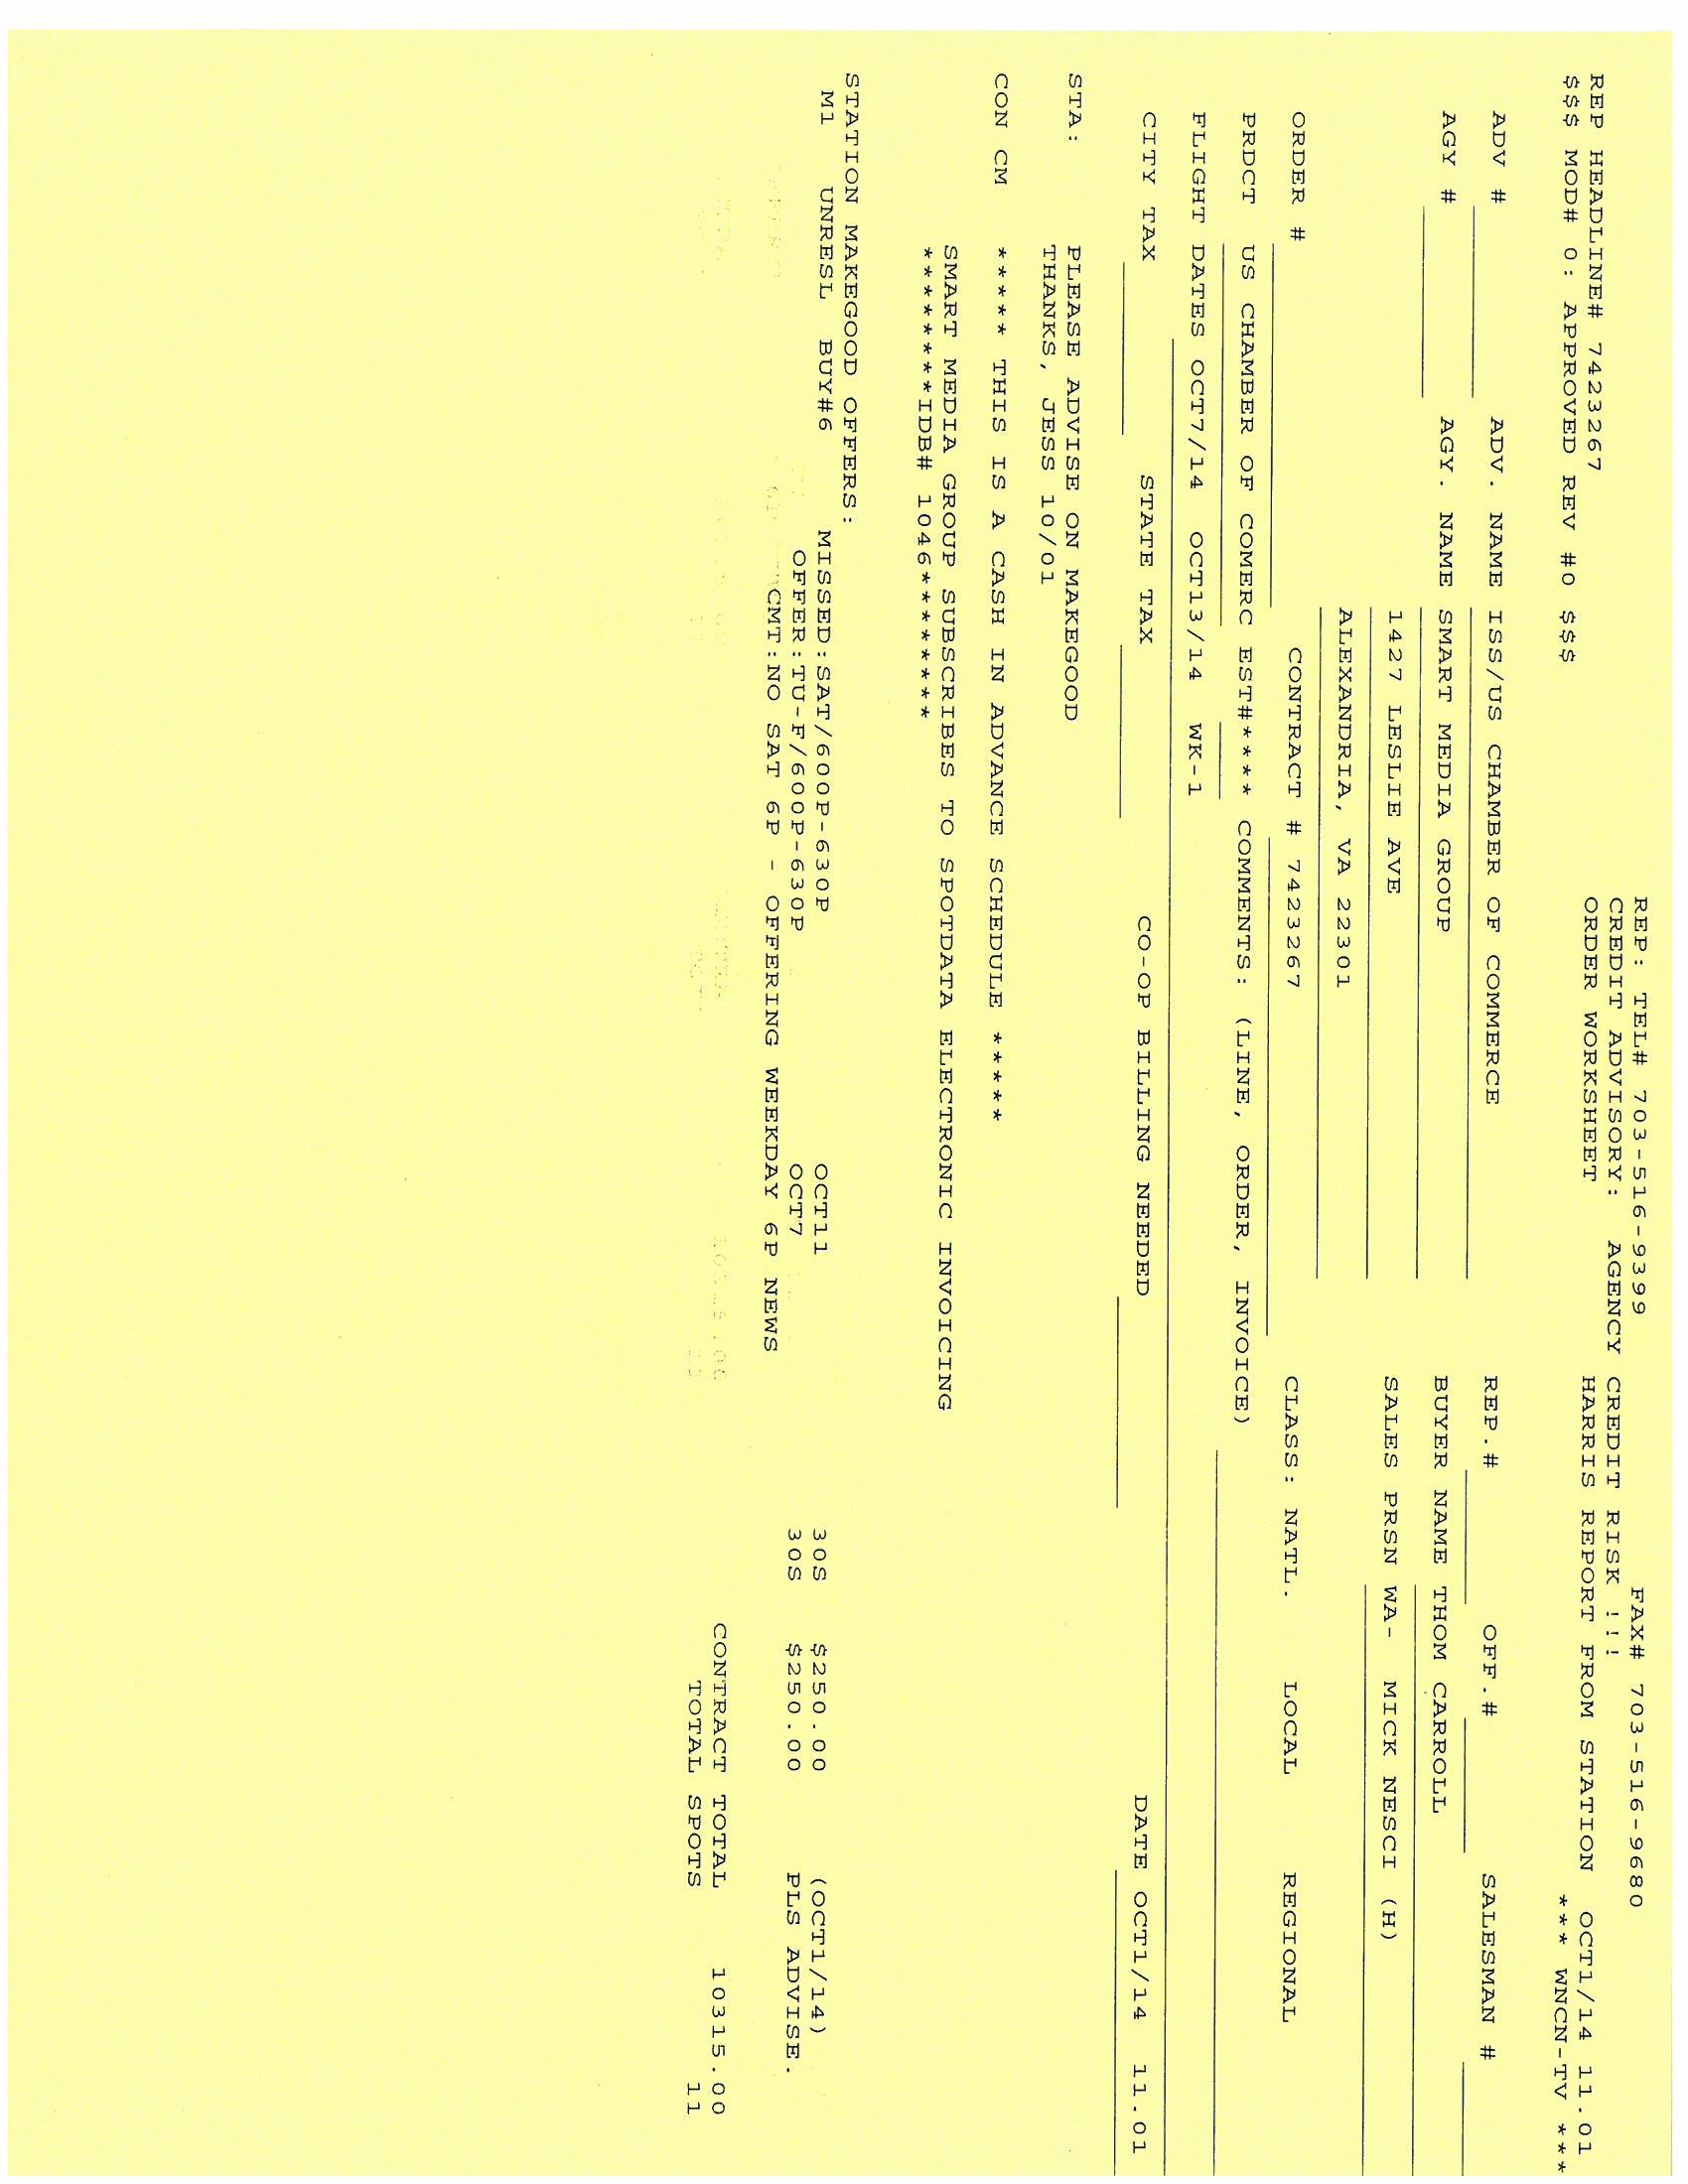 REP: TEL# 703-516-9399 FAX# 703-516-9680
CREDIT ADVISORY: AGENCY CREDIT RISK !!!
REP HEADLINE# 7423267 ORDER WORKSHEET HARRIS REPORT FROM STATION OCT1/14 11.01
$$$ MOD# 0: APPROVED REV #0 $$$ *** WNCN-TV ***
ADV # ADV. NAME ISS/US CHAMBER OF COMMERCE REP.# OFF.# SALESMAN #
AGY # AGY. NAME SMART MEDIA GROUP BUYER NAME THOM CARROLL
1427 LESLIE AVE SALES PRSN WA- MICK NESCI (H)
ALEXANDRIA, VA 22301
ORDER # CONTRACT # 7423267 CLASS: NATL. LOCAL REGIONAL
PRDCT US CHAMBER OF COMERC EST#**** COMMENTS: (LINE, ORDER, INVOICE)
FLIGHT DATES OCT7/14 OCT13/14 WK-1
CITY TAX STATE TAX CO-OP BILLING NEEDED DATE OCT1/14 11.01
STA: PLEASE ADVISE ON MAKEGOOD
THANKS, JESS 10/01
CON CM ***** THIS IS A CASH IN ADVANCE SCHEDULE *****
SMART MEDIA GROUP SUBSCRIBES TO SPOTDATA ELECTRONIC INVOICING
********IDB# 1046********
STATION MAKEGOOD OFFERS:
M1 UNRESL BUY#6 MISSED:SAT/600P-630P OCT11 30S $250.00 (OCT1/14)
OFFER:TU-F/600P-630P OCT7 30S $250.00 PLS ADVISE.
CMT:NO SAT 6P - OFFERING WEEKDAY 6P NEWS
CONTRACT TOTAL 10315.00
TOTAL SPOTS 11